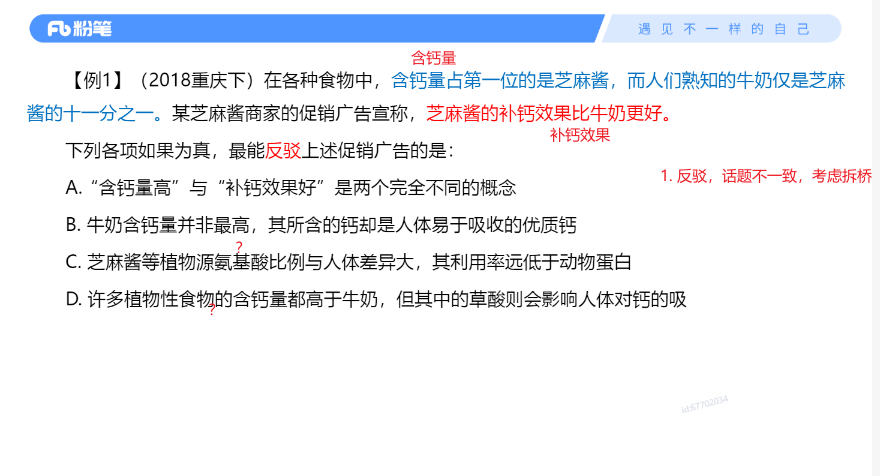 粉笔
遇见不一样的自己
含钙量
【例1】（2018重庆下）在各种食物中，含钙量占第一位的是芝麻酱，而人们熟知的牛奶仅是芝麻
酱的十一分之一。某芝麻酱商家的促销广告宣称，芝麻酱的补钙效果比牛奶更好。
补钙效果
下列各项如果为真，最能反驳上述促销广告的是：
1. 反驳，话题不一致，考虑拆桥
A.“含钙量高”与“补钙效果好”是两个完全不同的概念
B. 牛奶含钙量并非最高，其所含的钙却是人体易于吸收的优质钙
?
C. 芝麻酱等植物源氨基酸比例与人体差异大，其利用率远低于动物蛋白
D. 许多植物性食物的含钙量都高于牛奶，但其中的草酸则会影响人体对钙的吸
?
id:67702034